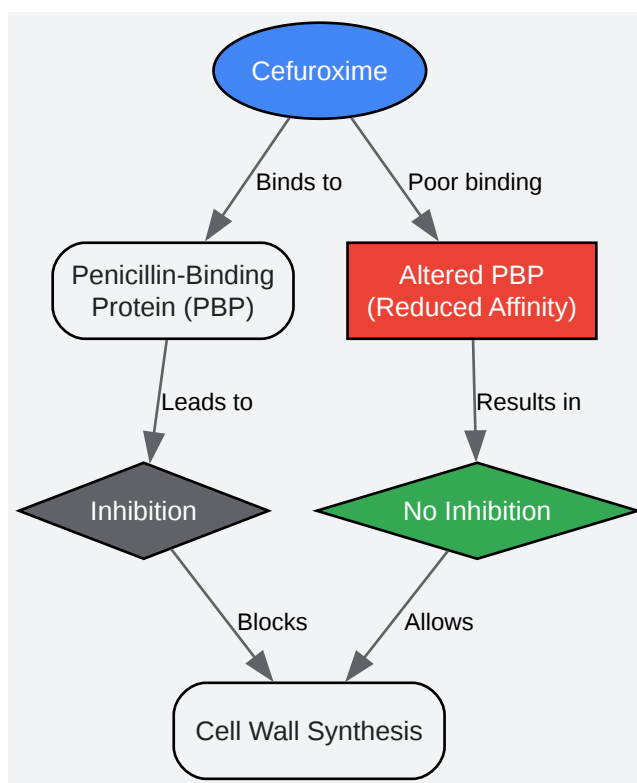 Cefuroxime
Binds to
Poor binding
Penicillin-Binding
Protein (PBP)
Altered PBP
(Reduced Affinity)
Leads to
Results in
Inhibition
No Inhibition
Blocks
Allows
Cell Wall Synthesis